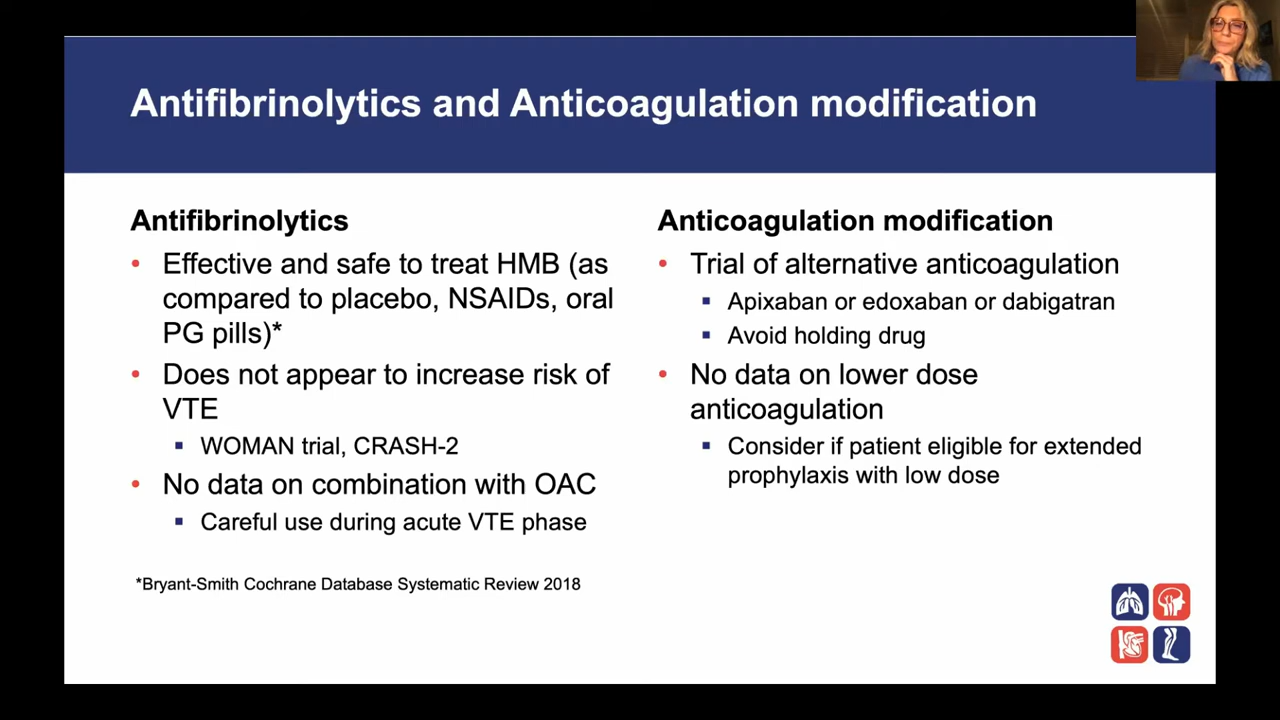 Antifibrinolytics and Anticoagulation modification
Antifibrinolytics
• Effective and safe to treat HMB (as
compared to placebo, NSAIDs, oral
PG pills)*
• Does not appear to increase risk of
VTE
▪ WOMAN trial, CRASH-2
• No data on combination with OAC
▪ Careful use during acute VTE phase
*Bryant-Smith Cochrane Database Systematic Review 2018
Anticoagulation modification
• Trial of alternative anticoagulation
▪ Apixaban or edoxaban or dabigatran
▪ Avoid holding drug
• No data on lower dose
anticoagulation
▪ Consider if patient eligible for extended
prophylaxis with low dose